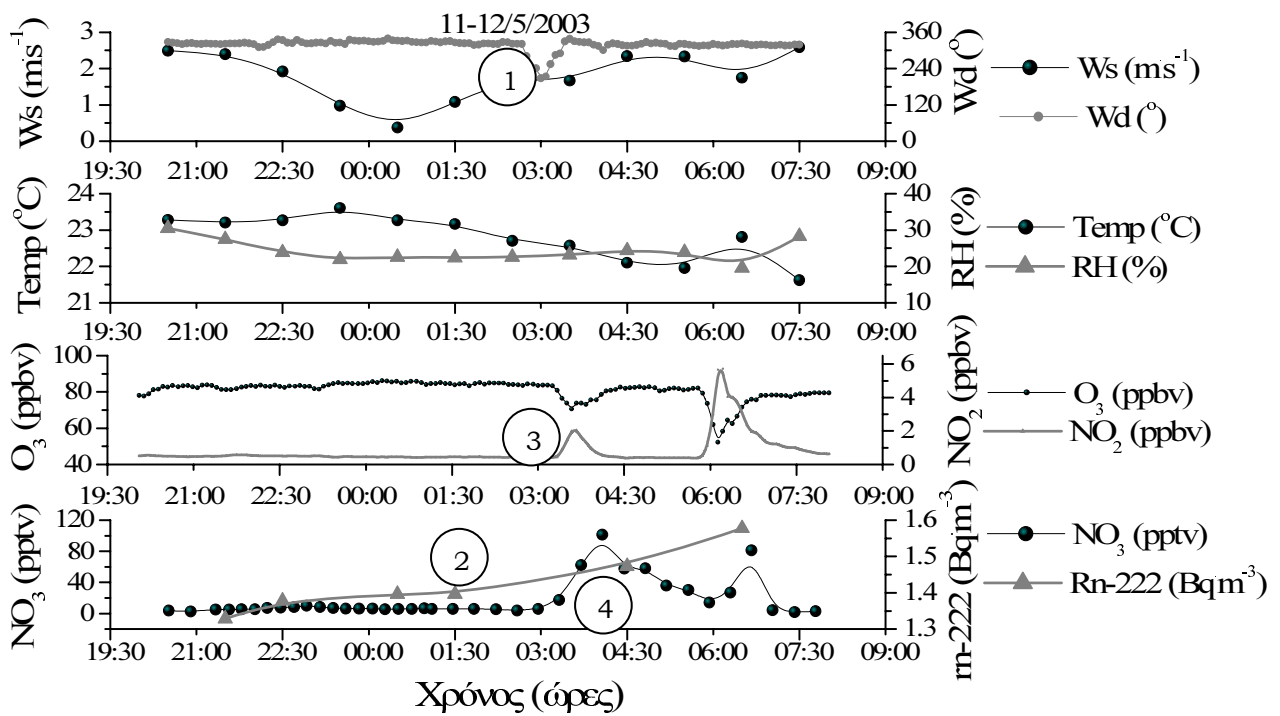 11-12/5/2003
Ws (m.s⁻¹)
3
2
1
0
1
360
240
120
0
Wd (°)
Ws (m.s⁻¹)
Wd (°)
19:30 21:00 22:30 00:00 01:30 03:00 04:30 06:00 07:30 09:00
Temp (°C)
24
23
22
21
40
30
20
10
RH (%)
Temp (°C)
RH (%)
19:30 21:00 22:30 00:00 01:30 03:00 04:30 06:00 07:30 09:00
O₃ (ppbv)
100
80
60
40
3
6
4
2
0
NO₂ (ppbv)
O₃ (ppbv)
NO₂ (ppbv)
19:30 21:00 22:30 00:00 01:30 03:00 04:30 06:00 07:30 09:00
NO₃ (pptv)
120
80
40
0
2
4
1.6
1.5
1.4
1.3
rn-222 (Bq.m⁻³)
NO₃ (pptv)
Rn-222 (Bq.m⁻³)
19:30 21:00 22:30 00:00 01:30 03:00 04:30 06:00 07:30 09:00
Χρόνος (ώρες)